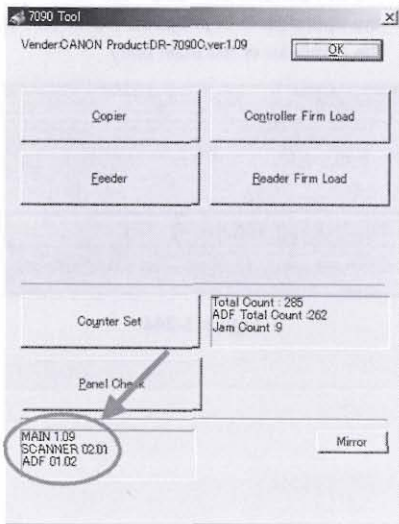 7090 Tool
Vender:CANON Product:DR-7090C,ver:1.09
OK
Copier
Controller Firm Load
Feeder
Reader Firm Load
Counter Set
Total Count : 285
ADF Total Count :262
Jam Count :9
Panel Check
MAIN 1.09
SCANNER 02.01
ADF 01.02
Mirror